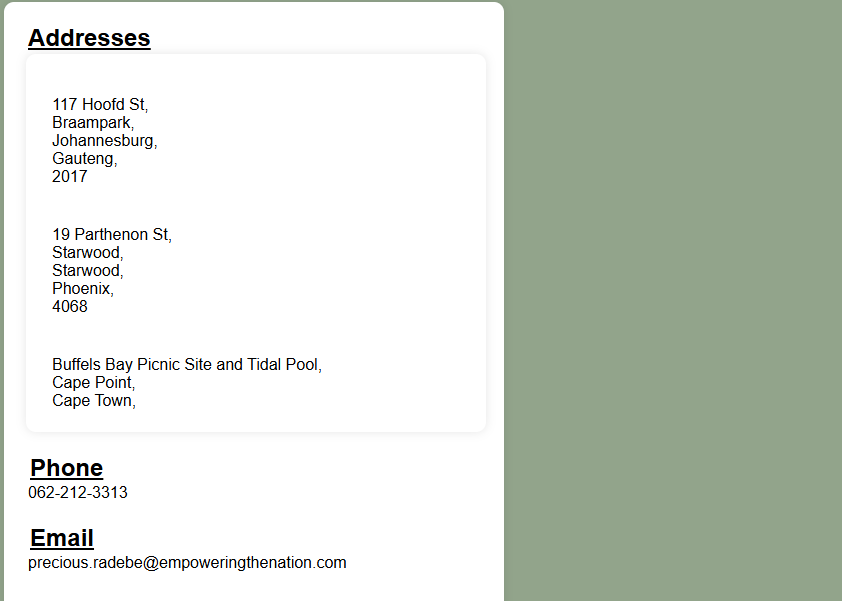 Addresses
117 Hoofd St,
Braampark,
Johannesburg,
Gauteng,
2017
19 Parthenon St,
Starwood,
Starwood,
Phoenix,
4068
Buffels Bay Picnic Site and Tidal Pool,
Cape Point,
Cape Town,
Phone
062-212-3313
Email
precious.radebe@empoweringthenation.com